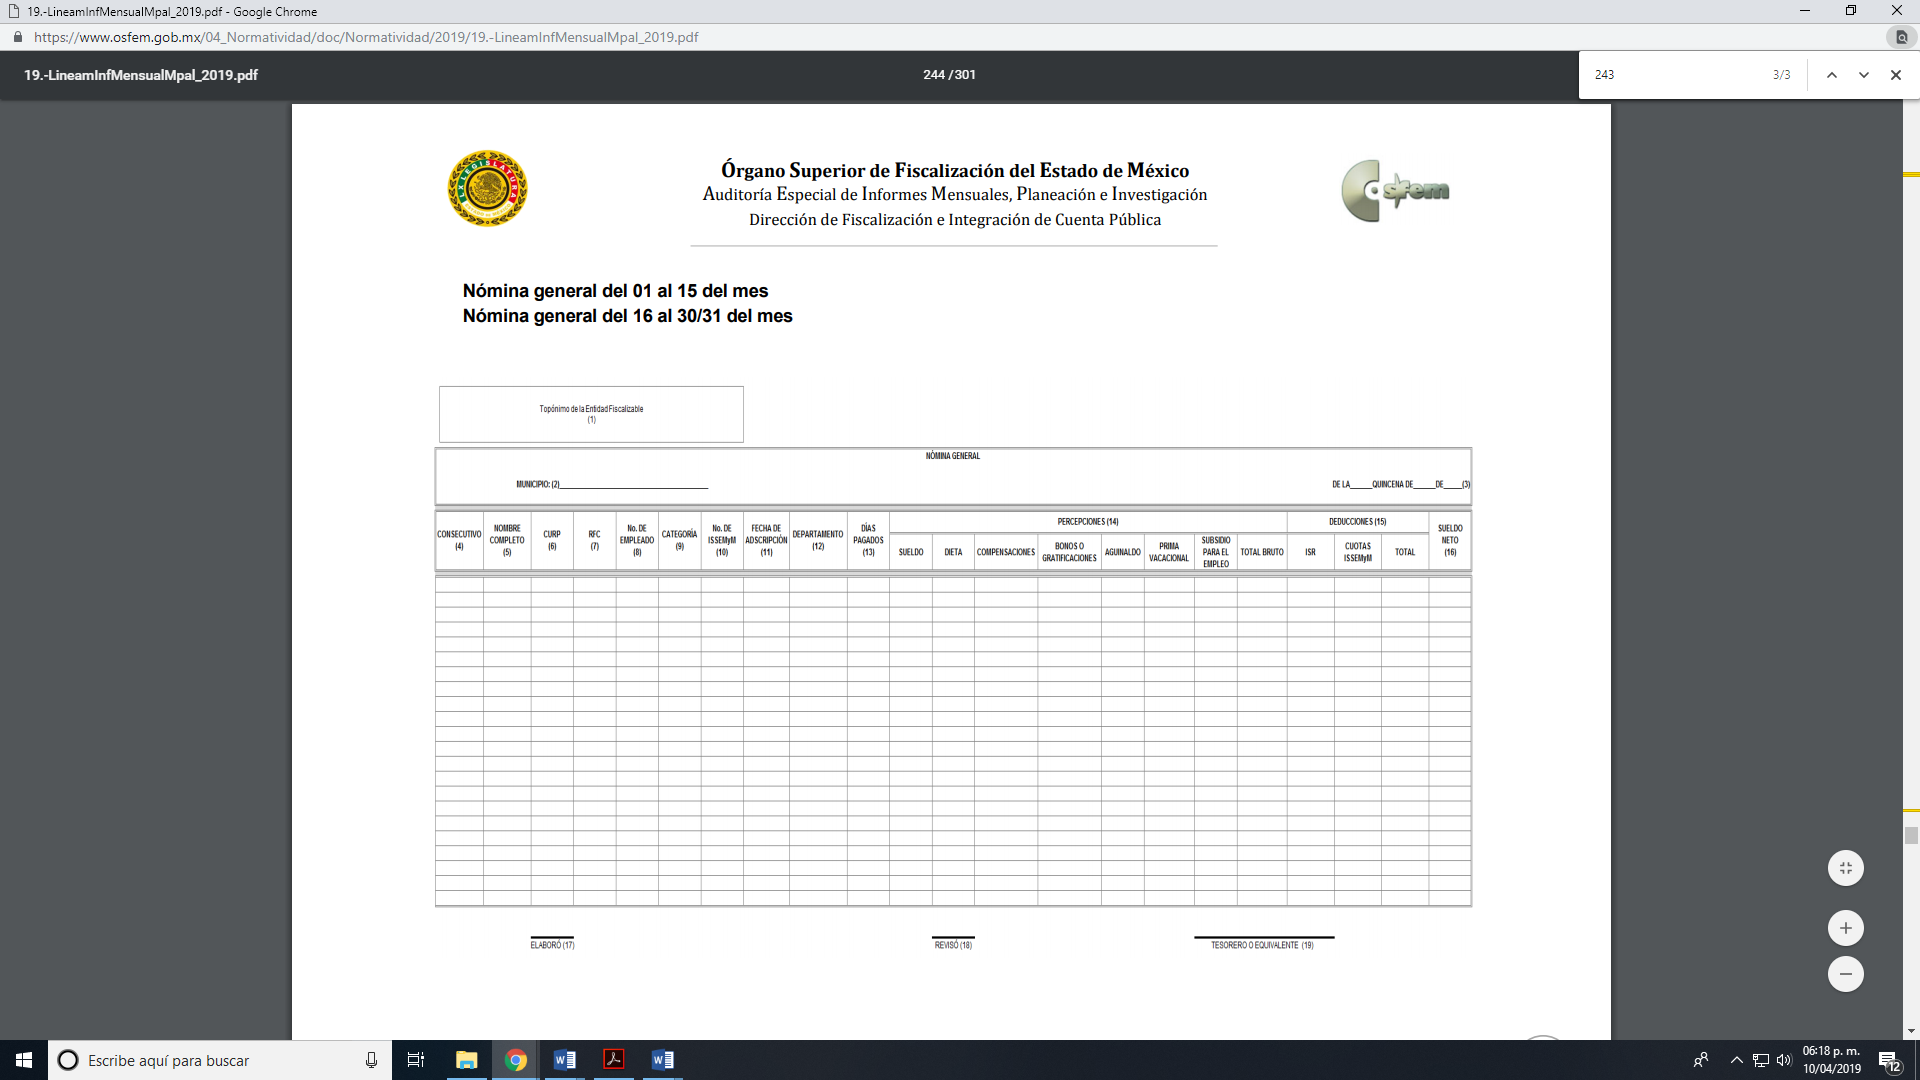 19.-LineamInfMensualMpal_2019.pdf - Google Chrome
https://www.osfem.gob.mx/04_Normatividad/doc/Normatividad/2019/19.-LineamInfMensualMpal_2019.pdf
19.-LineamInfMensualMpal_2019.pdf
244 / 301
243
3/3
LX LEGISLATURA
Órgano Superior de Fiscalización del Estado de México
Auditoría Especial de Informes Mensuales, Planeación e Investigación
Dirección de Fiscalización e Integración de Cuenta Pública
osfem
Nómina general del 01 al 15 del mes
Nómina general del 16 al 30/31 del mes
Topónimo de la Entidad Fiscalizable
(1)
NÓMINA GENERAL
MUNICIPIO: (2)
DE LA_____QUINCENA DE_____DE____(3)
CONSECUTIVO (4)
NOMBRE COMPLETO (5)
CURP (6)
RFC (7)
No. DE EMPLEADO (8)
CATEGORÍA (9)
No. DE ISSEMyM (10)
FECHA DE ADSCRIPCIÓN (11)
DEPARTAMENTO (12)
DÍAS PAGADOS (13)
PERCEPCIONES (14)
SUELDO
DIETA
COMPENSACIONES
BONOS O GRATIFICACIONES
AGUINALDO
PRIMA VACACIONAL
SUBSIDIO PARA EL EMPLEO
TOTAL BRUTO
DEDUCCIONES (15)
ISR
CUOTAS ISSEMyM
TOTAL
SUELDO NETO (16)
ELABORÓ (17)
REVISÓ (18)
TESORERO O EQUIVALENTE (19)
Escribe aquí para buscar
06:18 p. m.
10/04/2019
12